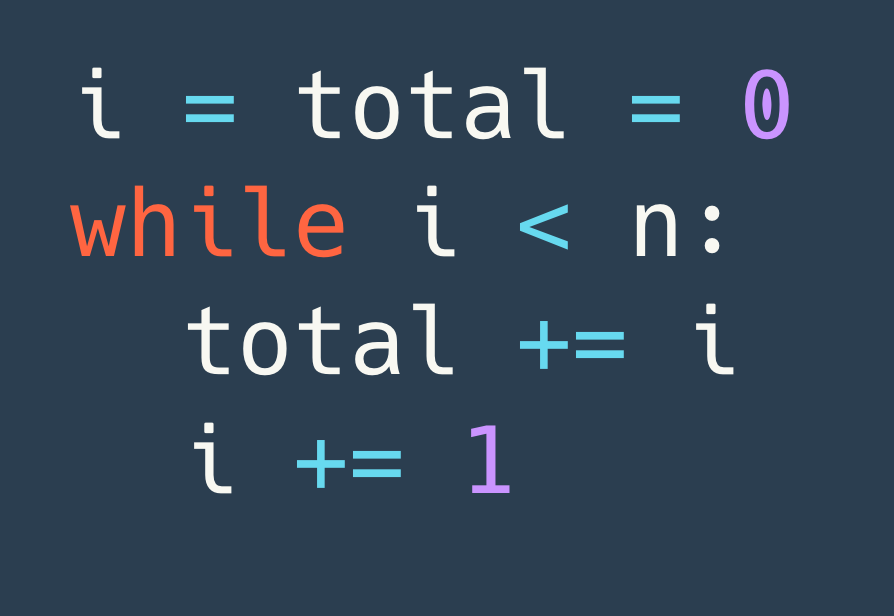 i = total = 0
while i < n:
  total += i
  i += 1